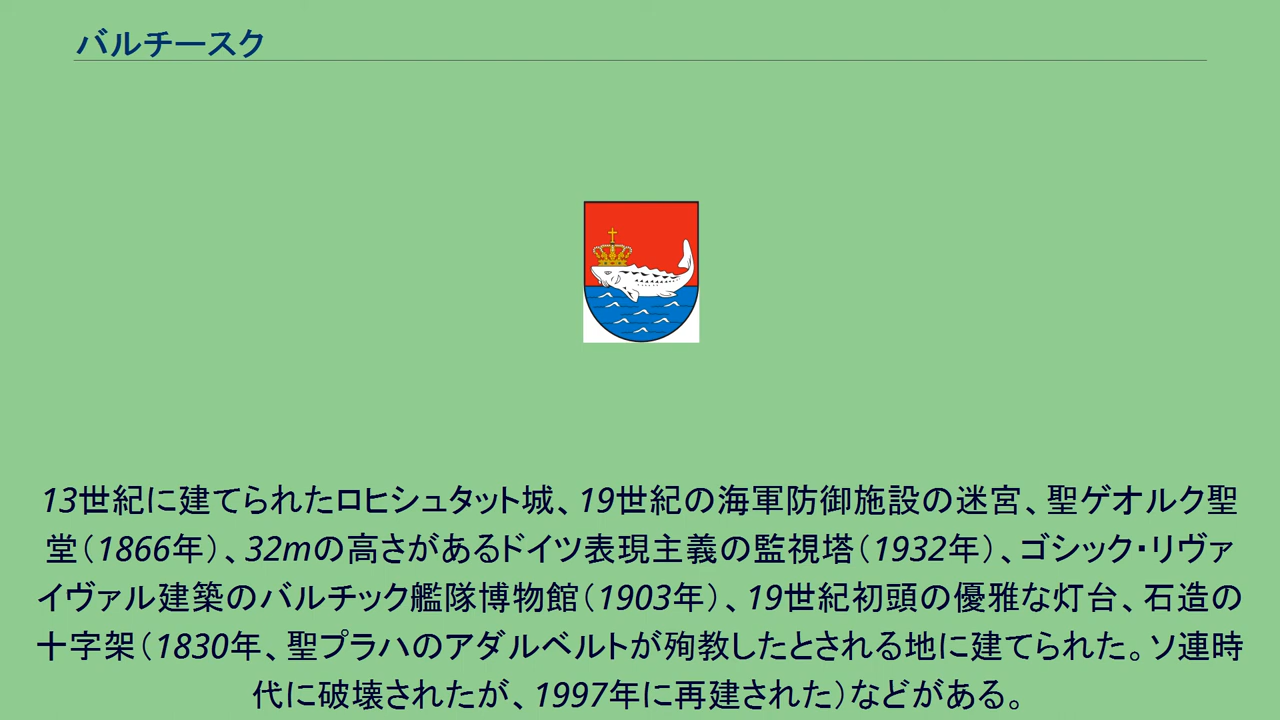 バルチースク
13世紀に建てられたロヒシュタット城、19世紀の海軍防御施設の迷宮、聖ゲオルク聖
堂（1866年）、32mの高さがあるドイツ表現主義の監視塔（1932年）、ゴシック・リヴァ
イヴァル建築のバルチック艦隊博物館（1903年）、19世紀初頭の優雅な灯台、石造の
十字架（1830年、聖プラハのアダルベルトが殉教したとされる地に建てられた。ソ連時
代に破壊されたが、1997年に再建された）などがある。